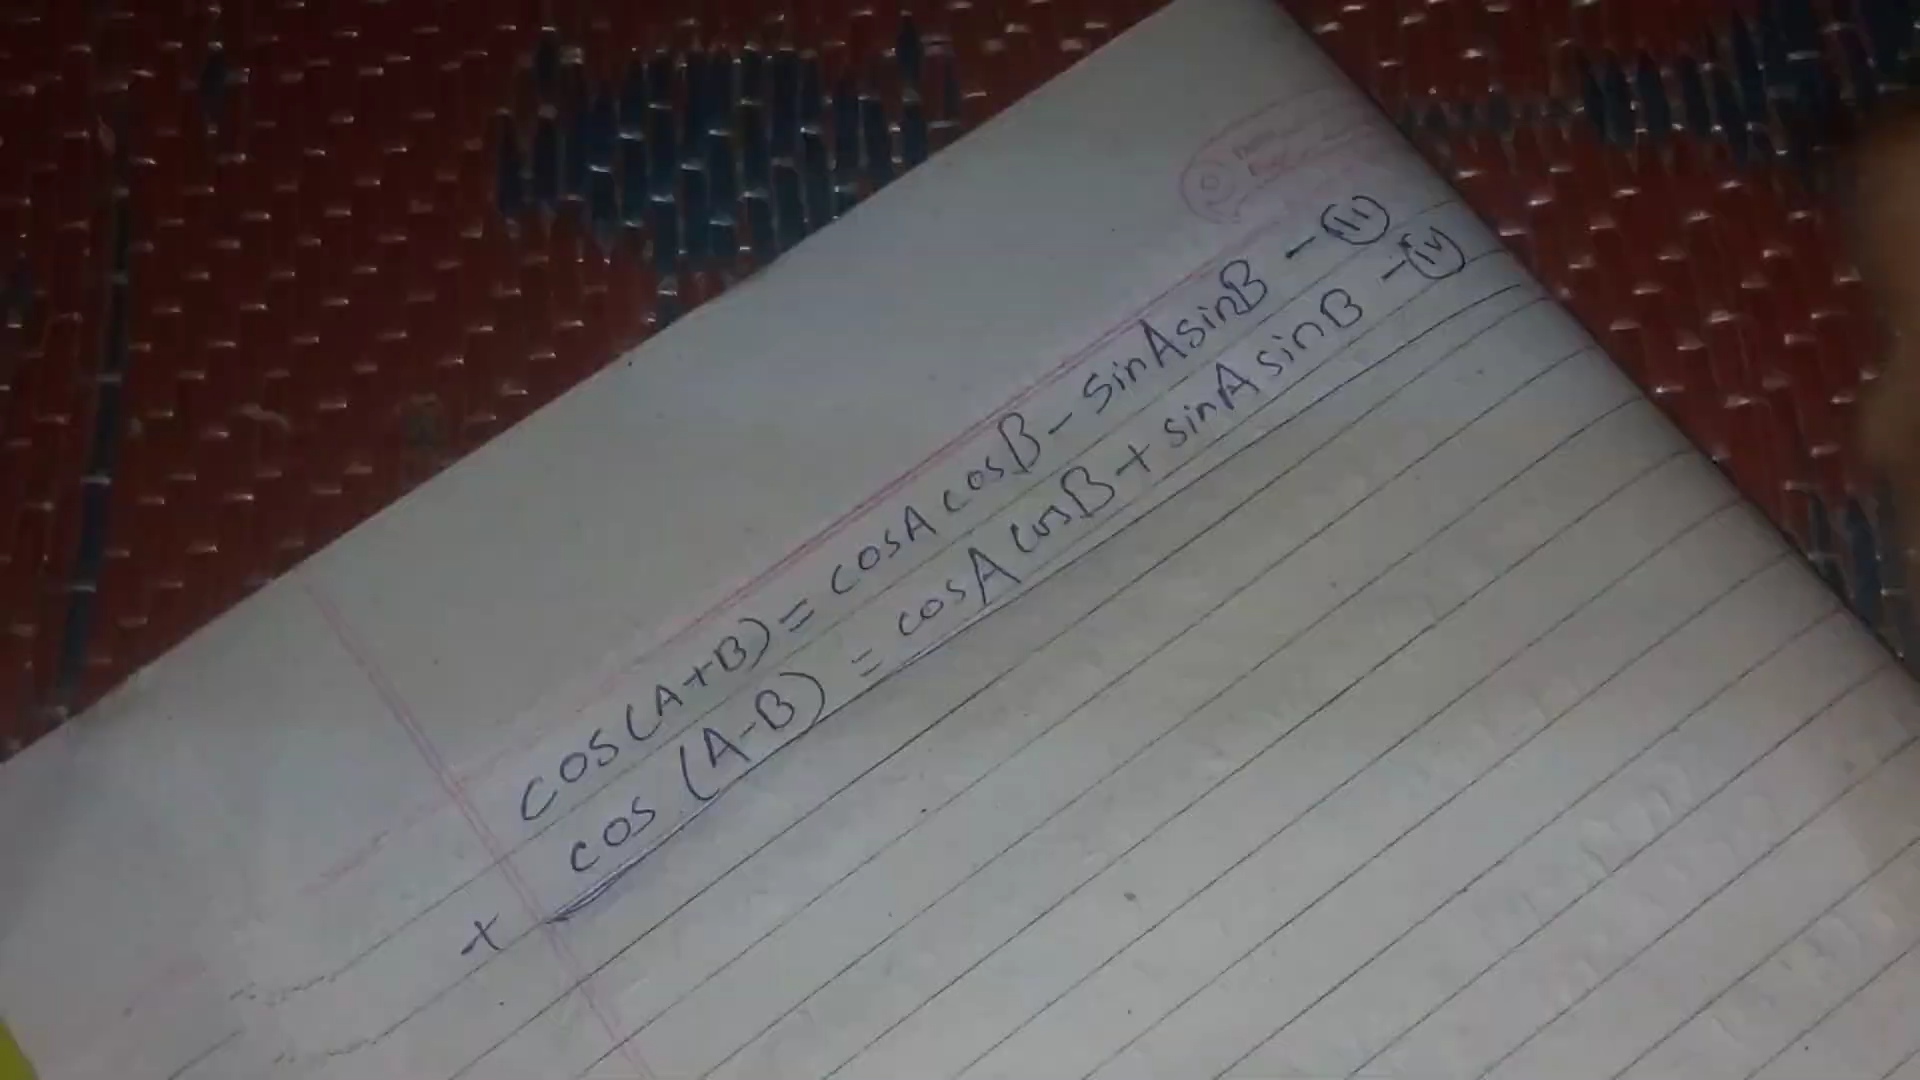 cos(A+B) = cosA cosB - sinA sinB - (iii)
cos (A-B) = cosA cosB + sinA sinB - (iv)
+